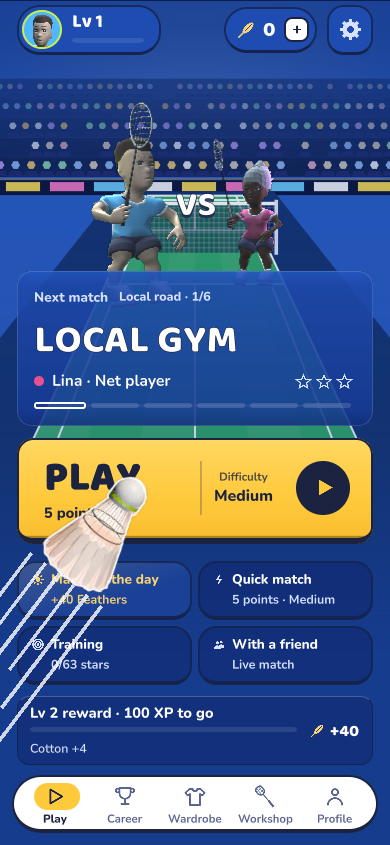 Lv 1
0 +
VS
Next match Local road · 1/6
LOCAL GYM
Lina · Net player
PLAY
5 
Difficulty
Medium
the day
+40 Feathers
Quick match
5 points · Medium
Training
0/63 stars
With a friend
Live match
Lv 2 reward · 100 XP to go
+40
Cotton +4
Play
Career
Wardrobe
Workshop
Profile